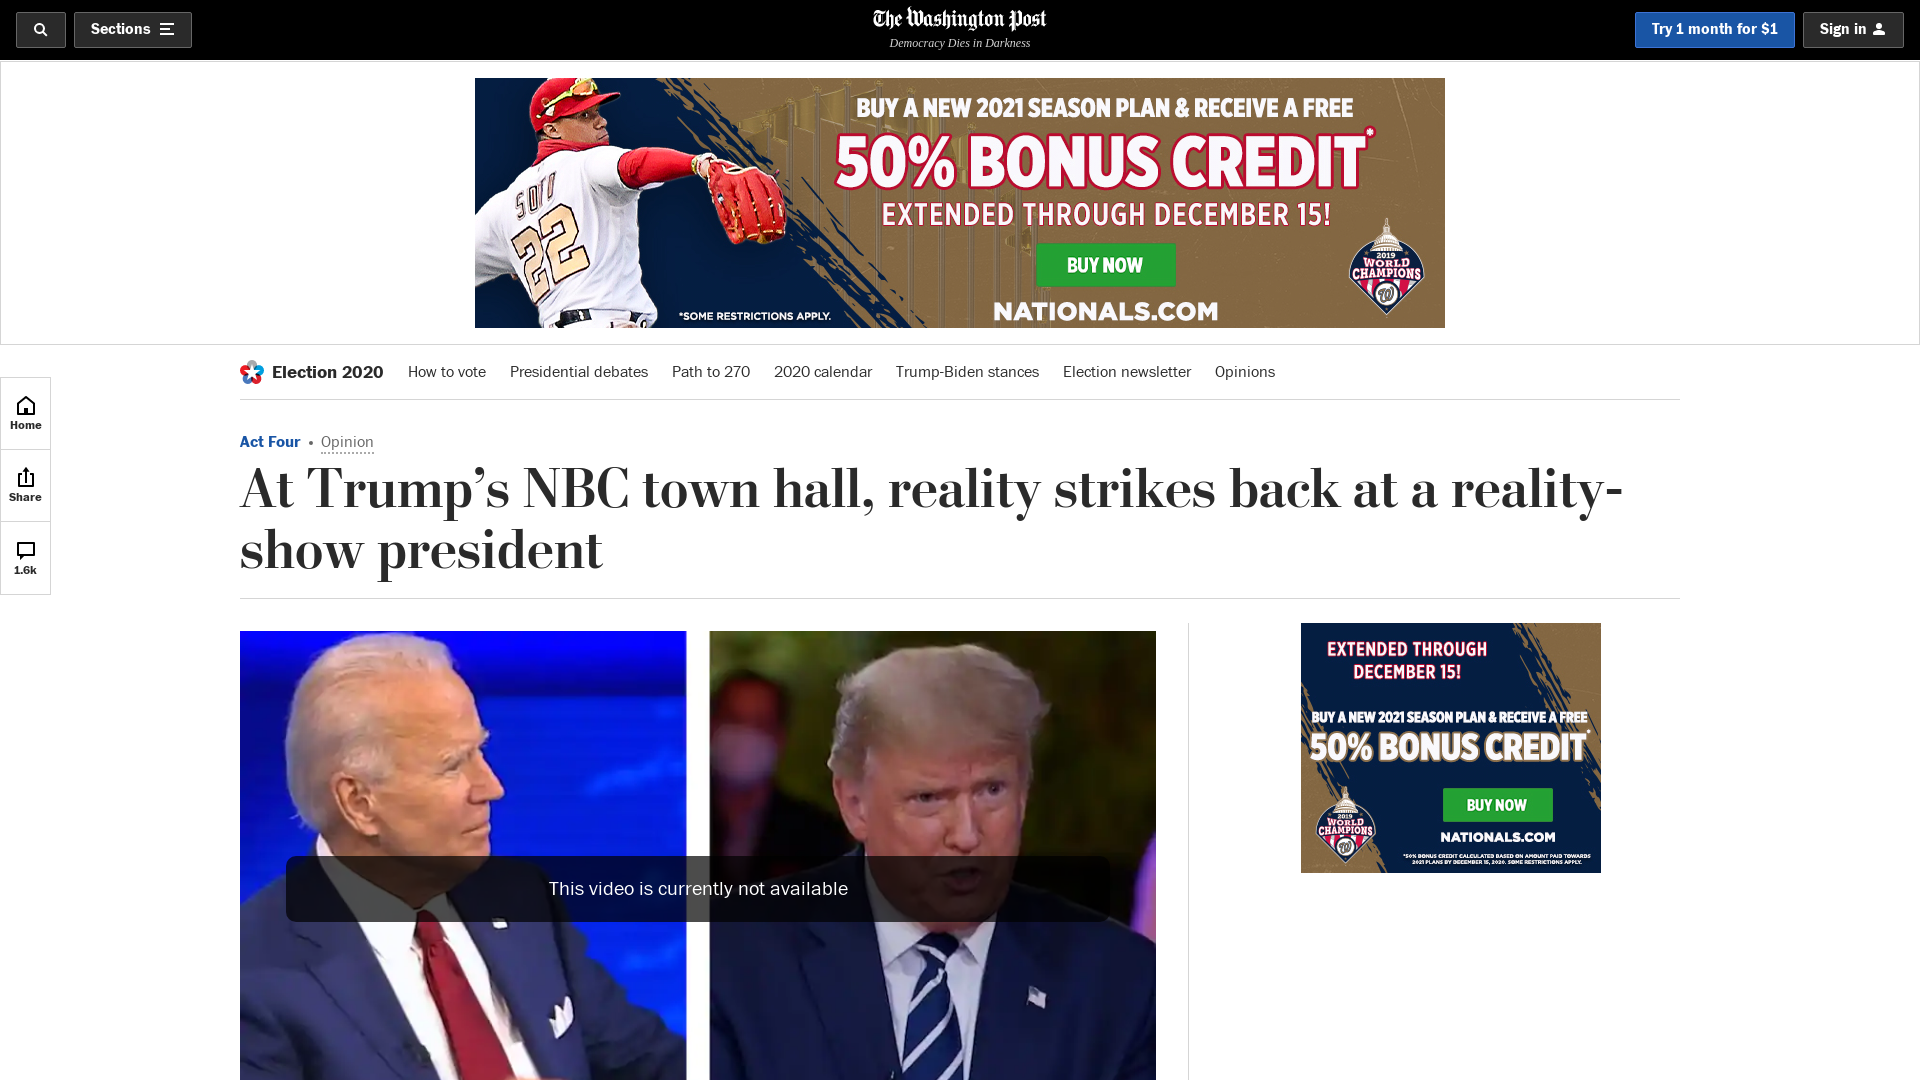 Sections
The Washington Post
Democracy Dies in Darkness
Try 1 month for $1
Sign in
BUY A NEW 2021 SEASON PLAN & RECEIVE A FREE
50% BONUS CREDIT*
EXTENDED THROUGH DECEMBER 15!
BUY NOW
NATIONALS.COM
*SOME RESTRICTIONS APPLY.
22
2019
WORLD
CHAMPIONS
W
Election 2020
How to vote
Presidential debates
Path to 270
2020 calendar
Trump-Biden stances
Election newsletter
Opinions
Home
Share
1.6k
Act Four • Opinion
At Trump’s NBC town hall, reality strikes back at a reality-
show president
This video is currently not available
EXTENDED THROUGH
DECEMBER 15!
BUY A NEW 2021 SEASON PLAN & RECEIVE A FREE
50% BONUS CREDIT*
BUY NOW
NATIONALS.COM
2019
WORLD
CHAMPIONS
W
*50% BONUS CREDIT CALCULATED BASED ON AMOUNT PAID TOWARDS
2021 PLANS BY DECEMBER 15, 2020. SOME RESTRICTIONS APPLY.